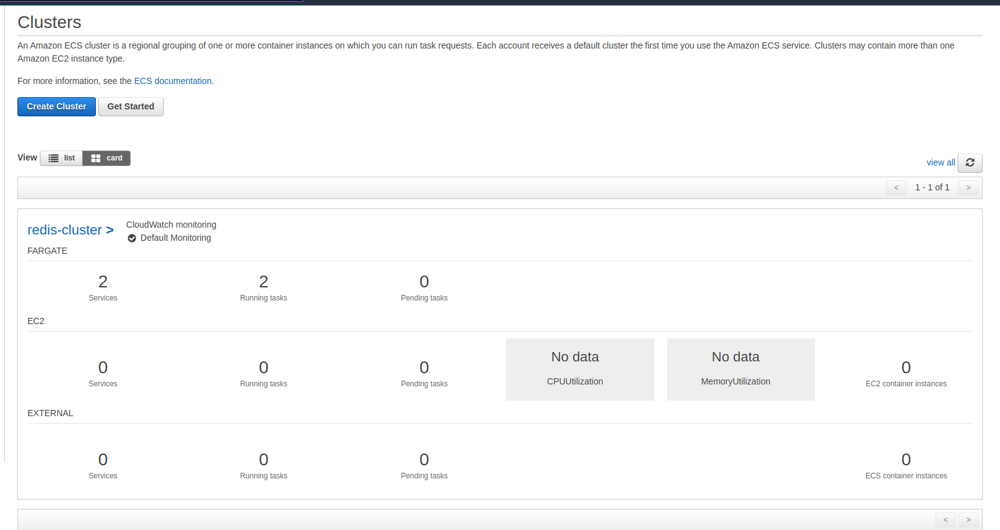 Clusters
An Amazon ECS cluster is a regional grouping of one or more container instances on which you can run task requests. Each account receives a default cluster the first time you use the Amazon ECS service. Clusters may contain more than one
Amazon EC2 instance type.
For more information, see the ECS documentation.
Create Cluster Get Started
View list card
view all
< 1 - 1 of 1 >
redis-cluster > CloudWatch monitoring
Default Monitoring
FARGATE
2 2 0
Services Running tasks Pending tasks
EC2
No data No data
0 0 0 0
CPUUtilization MemoryUtilization
Services Running tasks Pending tasks EC2 container instances
EXTERNAL
0 0 0 0
Services Running tasks Pending tasks ECS container instances
< >